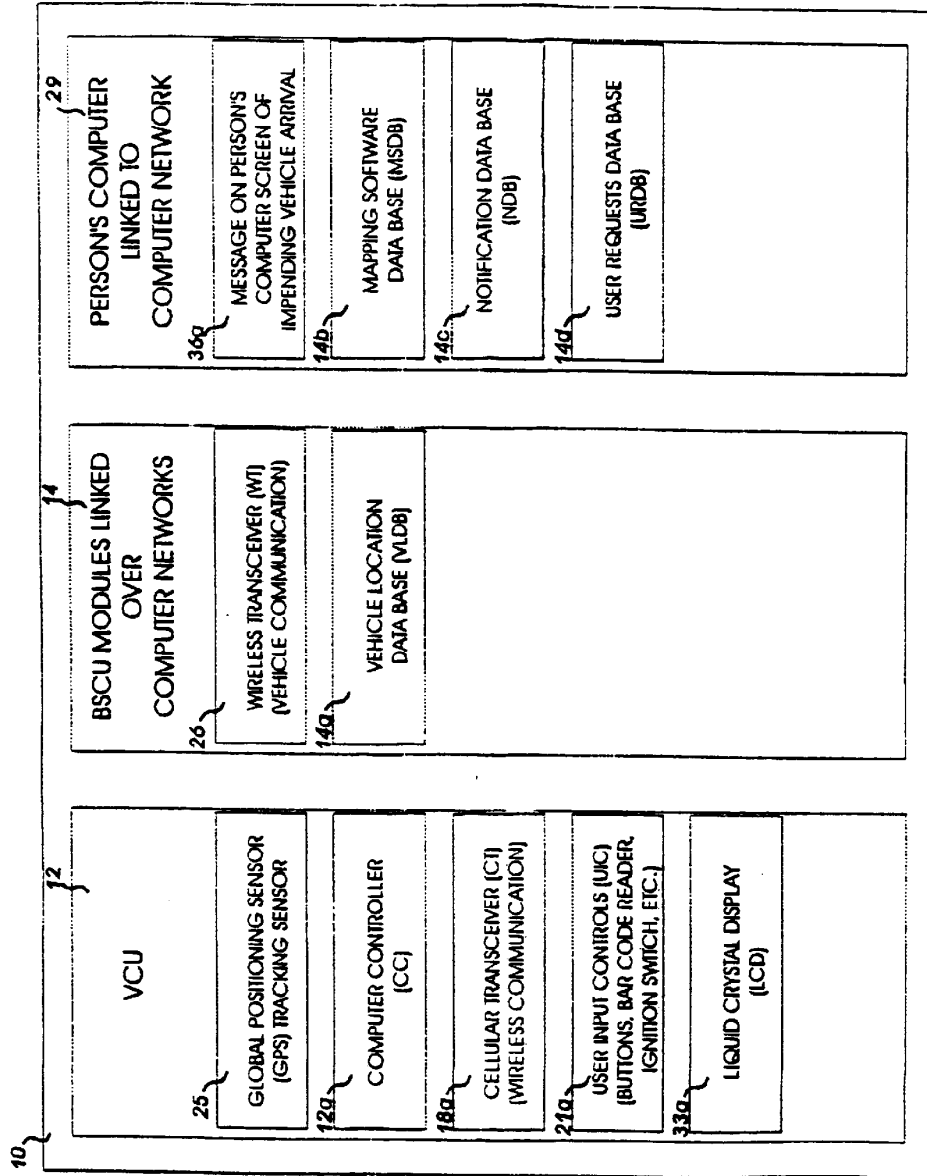 10
12
VCU
25
GLOBAL POSITIONING SENSOR
(GPS) TRACKING SENSOR
12a
COMPUTER CONTROLLER
(CC)
18a
CELLULAR TRANSCEIVER (CT)
(WIRELESS COMMUNICATION)
21a
USER INPUT CONTROLS (UIC)
(BUTTONS, BAR CODE READER,
IGNITION SWITCH, ETC.)
33a
LIQUID CRYSTAL DISPLAY
(LCD)
14
BSCU MODULES LINKED
OVER
COMPUTER NETWORKS
26
WIRELESS TRANSCEIVER (WT)
(VEHICLE COMMUNICATION)
14a
VEHICLE LOCATION
DATA BASE (VLDB)
29
PERSON'S COMPUTER
LINKED TO
COMPUTER NETWORK
36a
MESSAGE ON PERSON'S
COMPUTER SCREEN OF
IMPENDING VEHICLE ARRIVAL
14b
MAPPING SOFTWARE
DATA BASE (MSDB)
14c
NOTIFICATION DATA BASE
(NDB)
14d
USER REQUESTS DATA BASE
(URDB)